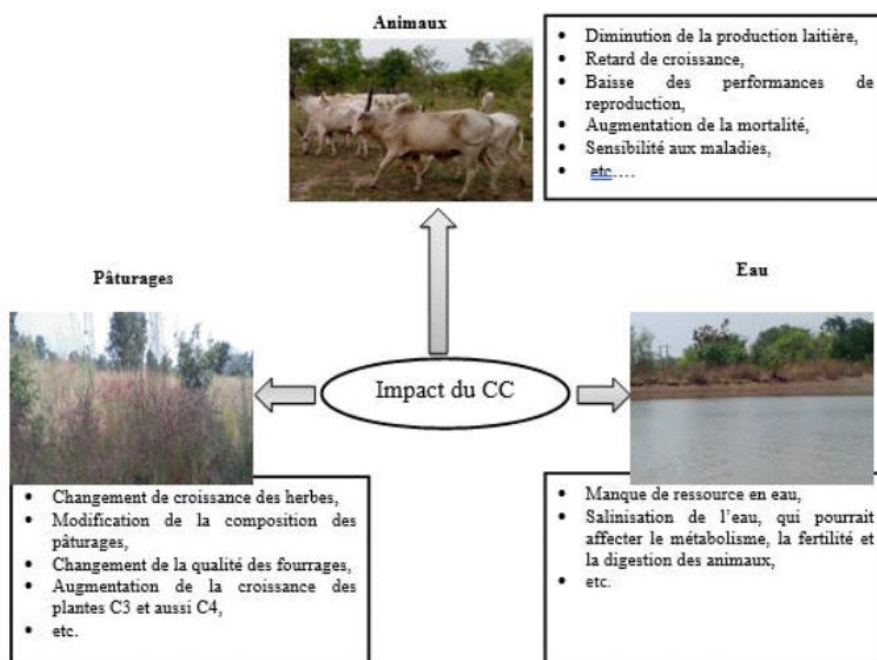 Animaux
• Diminution de la production laitière,
• Retard de croissance,
• Baisse des performances de
reproduction,
• Augmentation de la mortalité,
• Sensibilité aux maladies,
• etc….
Pâturages
Eau
Impact du CC
• Changement de croissance des herbes,
• Modification de la composition des
pâturages,
• Changement de la qualité des fourrages,
• Augmentation de la croissance des
plantes C3 et aussi C4,
• etc.
• Manque de ressource en eau,
• Salinisation de l’eau, qui pourrait
affecter le métabolisme, la fertilité et
la digestion des animaux,
• etc.